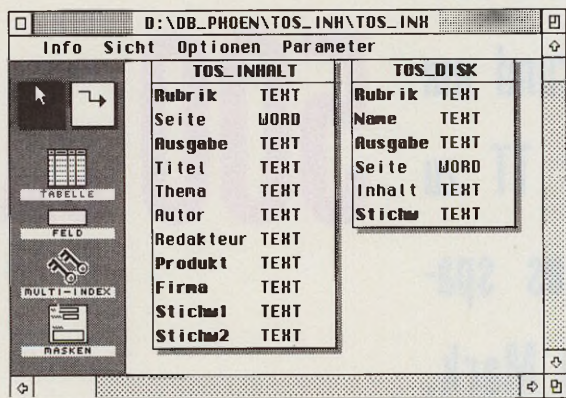 D:\DB_PHOEN\TOS_INH\TOS_INH
Info Sicht Optionen Parameter
TOS_INHALT
Rubrik TEXT
Seite WORD
Ausgabe TEXT
Titel TEXT
Thema TEXT
Autor TEXT
Redakteur TEXT
Produkt TEXT
Firma TEXT
Stichw1 TEXT
Stichw2 TEXT
TOS_DISK
Rubrik TEXT
Name TEXT
Ausgabe TEXT
Seite WORD
Inhalt TEXT
Stichw TEXT
TABELLE
FELD
MULTI-INDEX
MASKEN